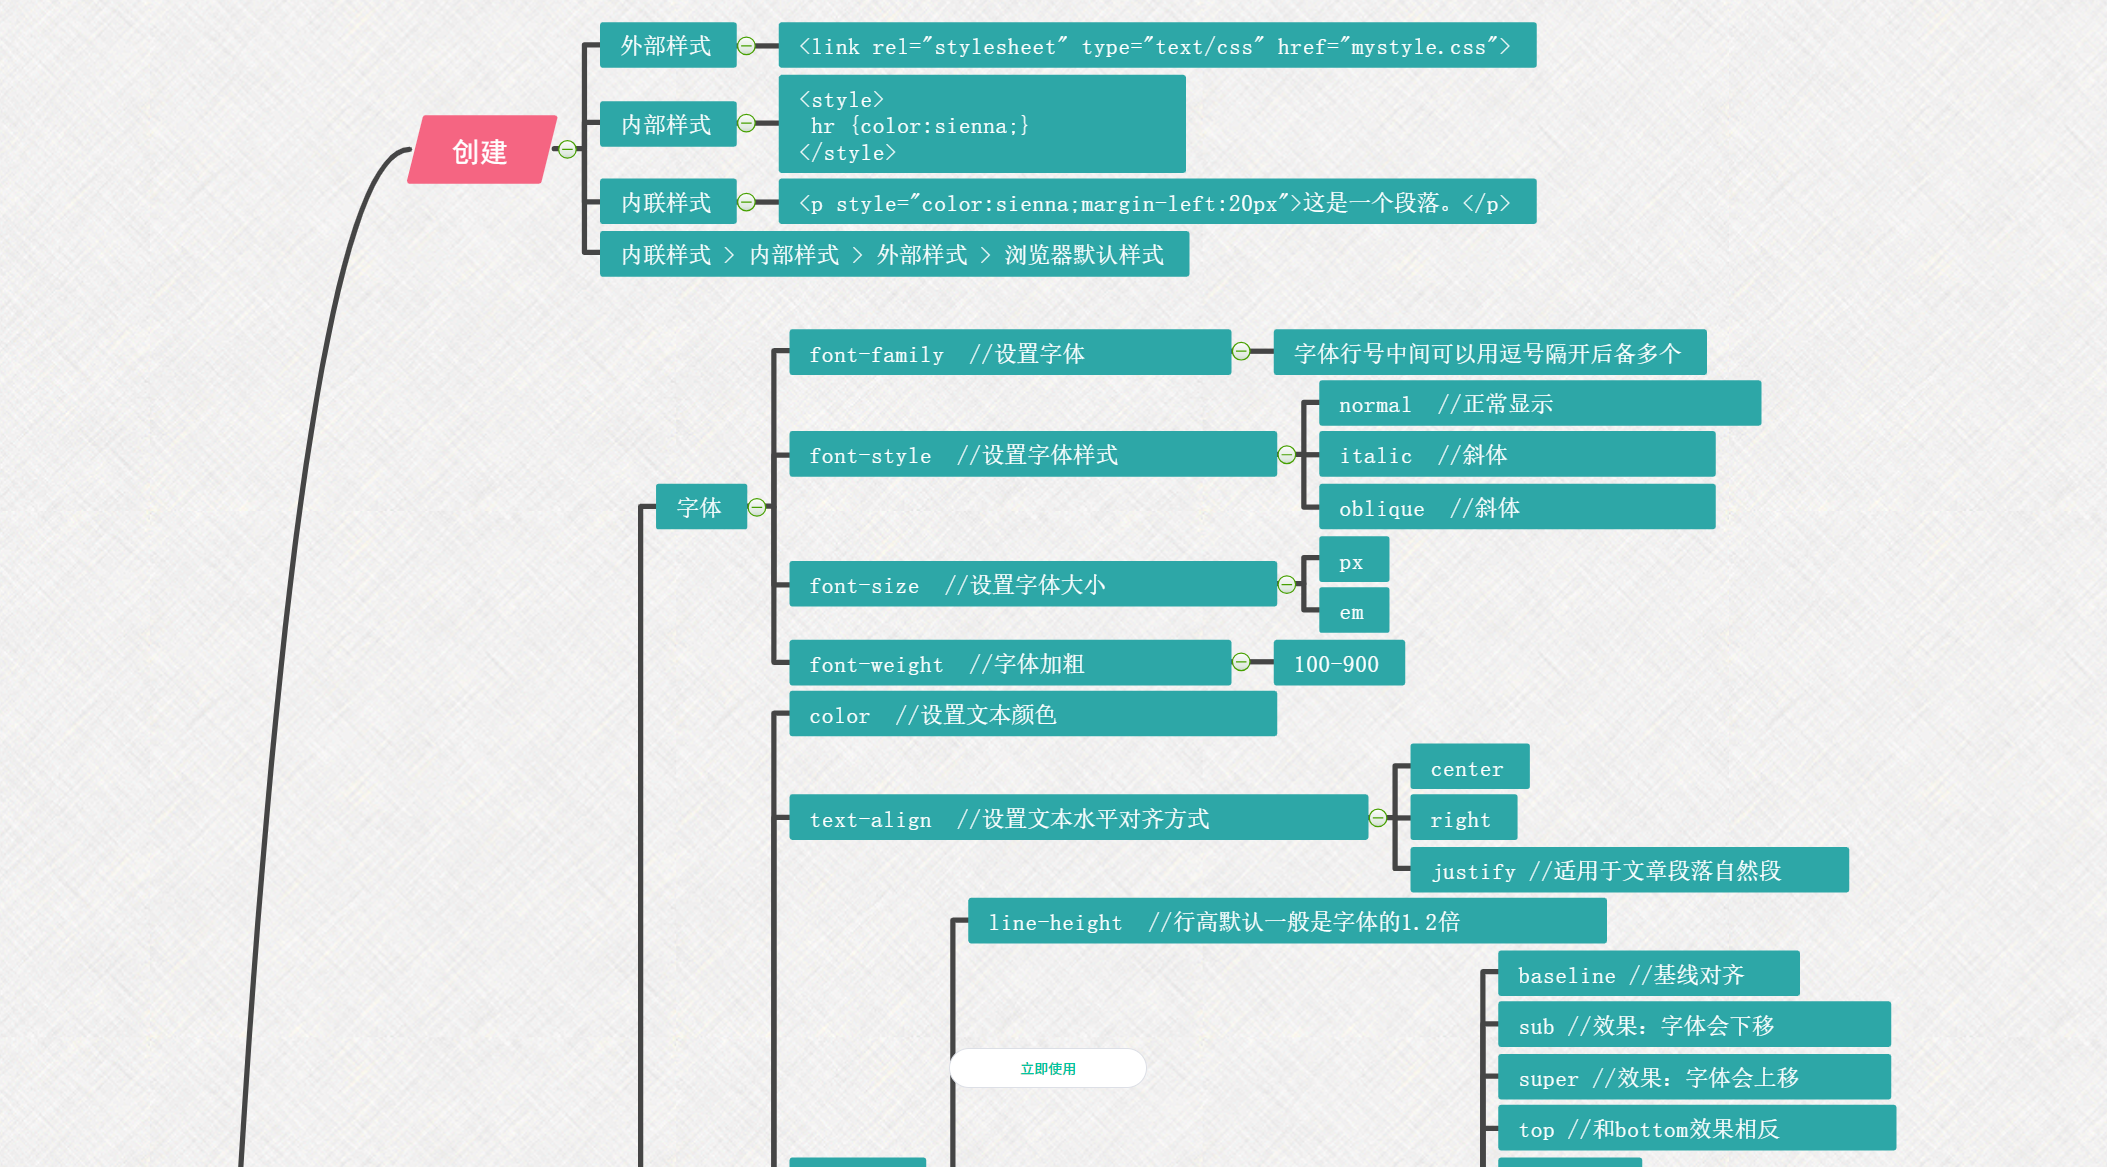 外部样式
<link rel="stylesheet" type="text/css" href="mystyle.css">
创建
内部样式
<style>
hr {color:sienna;}
</style>
内联样式
<p style="color:sienna;margin-left:20px">这是一个段落。</p>
内联样式 > 内部样式 > 外部样式 > 浏览器默认样式
字体
font-family //设置字体
字体行号中间可以用逗号隔开后备多个
font-style //设置字体样式
normal //正常显示
italic //斜体
oblique //斜体
font-size //设置字体大小
px
em
font-weight //字体加粗
100-900
color //设置文本颜色
text-align //设置文本水平对齐方式
center
right
justify //适用于文章段落自然段
line-height //行高默认一般是字体的1.2倍
baseline //基线对齐
sub //效果：字体会下移
super //效果：字体会上移
top //和bottom效果相反
立即使用